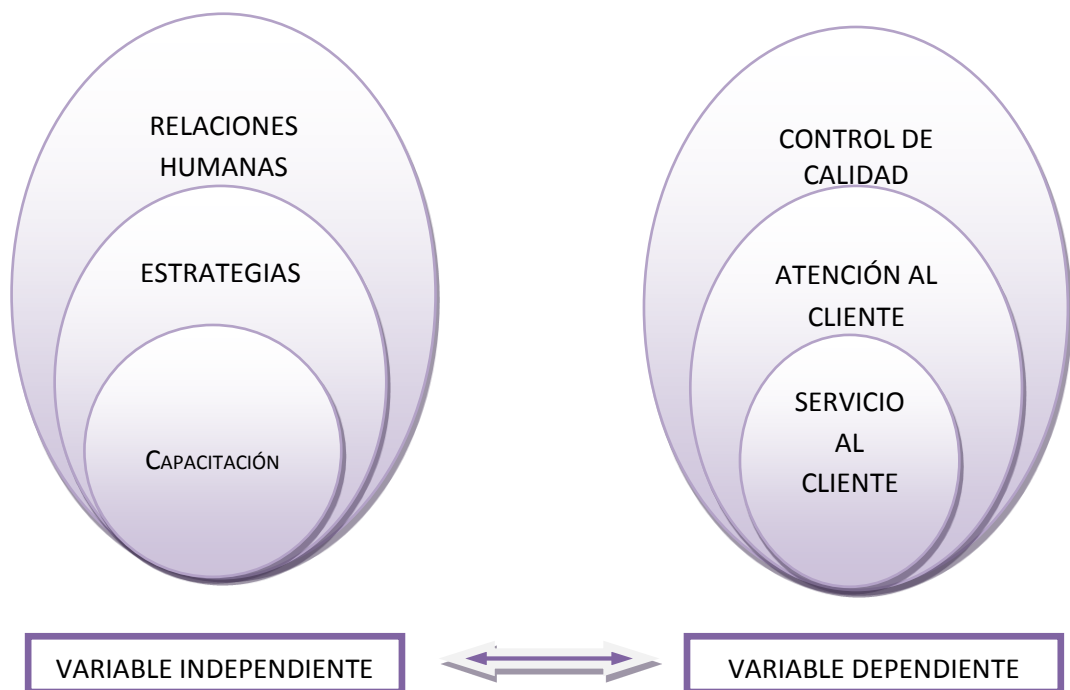 RELACIONES
HUMANAS
ESTRATEGIAS
CAPACITACIÓN
VARIABLE INDEPENDIENTE
CONTROL DE
CALIDAD
ATENCIÓN AL
CLIENTE
SERVICIO
AL
CLIENTE
VARIABLE DEPENDIENTE